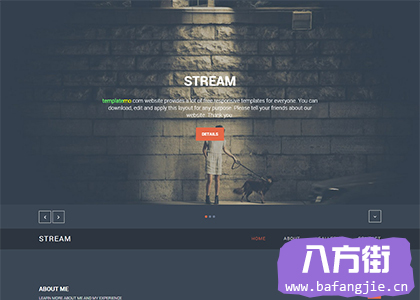 STREAM
templatemo.com website provides a lot of free responsive templates for everyone. You can
download, edit and apply this layout for any purpose. Please tell your friends about our
website. Thank you.
DETAILS
STREAM
HOME
ABOUT
八方街
www.bafangjie.cn
ABOUT ME
LEARN MORE ABOUT ME AND MY EXPERIENCE